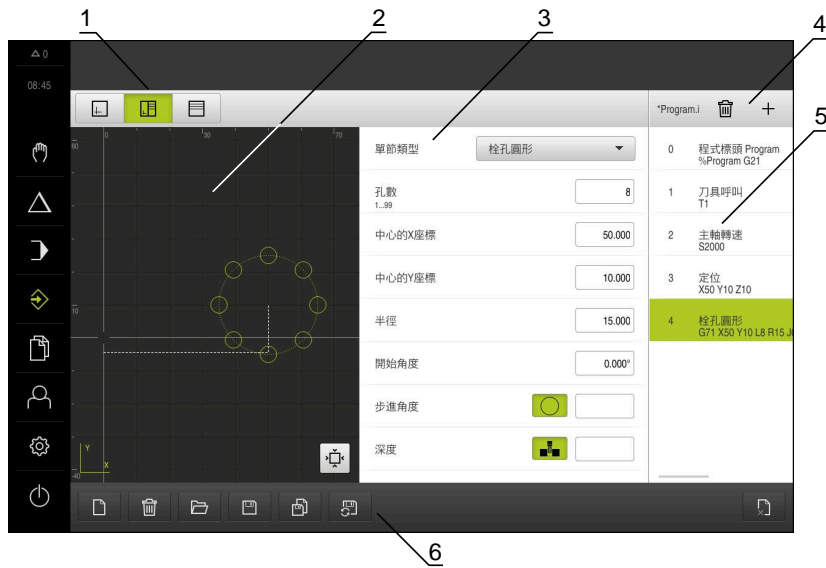 1
2
3
4
5
0
08:45
*Program.i
0
30
70
60
10
-40
Y
X
單節類型
栓孔圓形
孔數
1...99
8
中心的X座標
50.000
中心的Y座標
10.000
半徑
15.000
開始角度
0.000°
步進角度
深度
0 程式標頭 Program
%Program G21
1 刀具呼叫
T1
2 主軸轉速
S2000
3 定位
X50 Y10 Z10
4 栓孔圓形
G71 X50 Y10 L8 R15
6